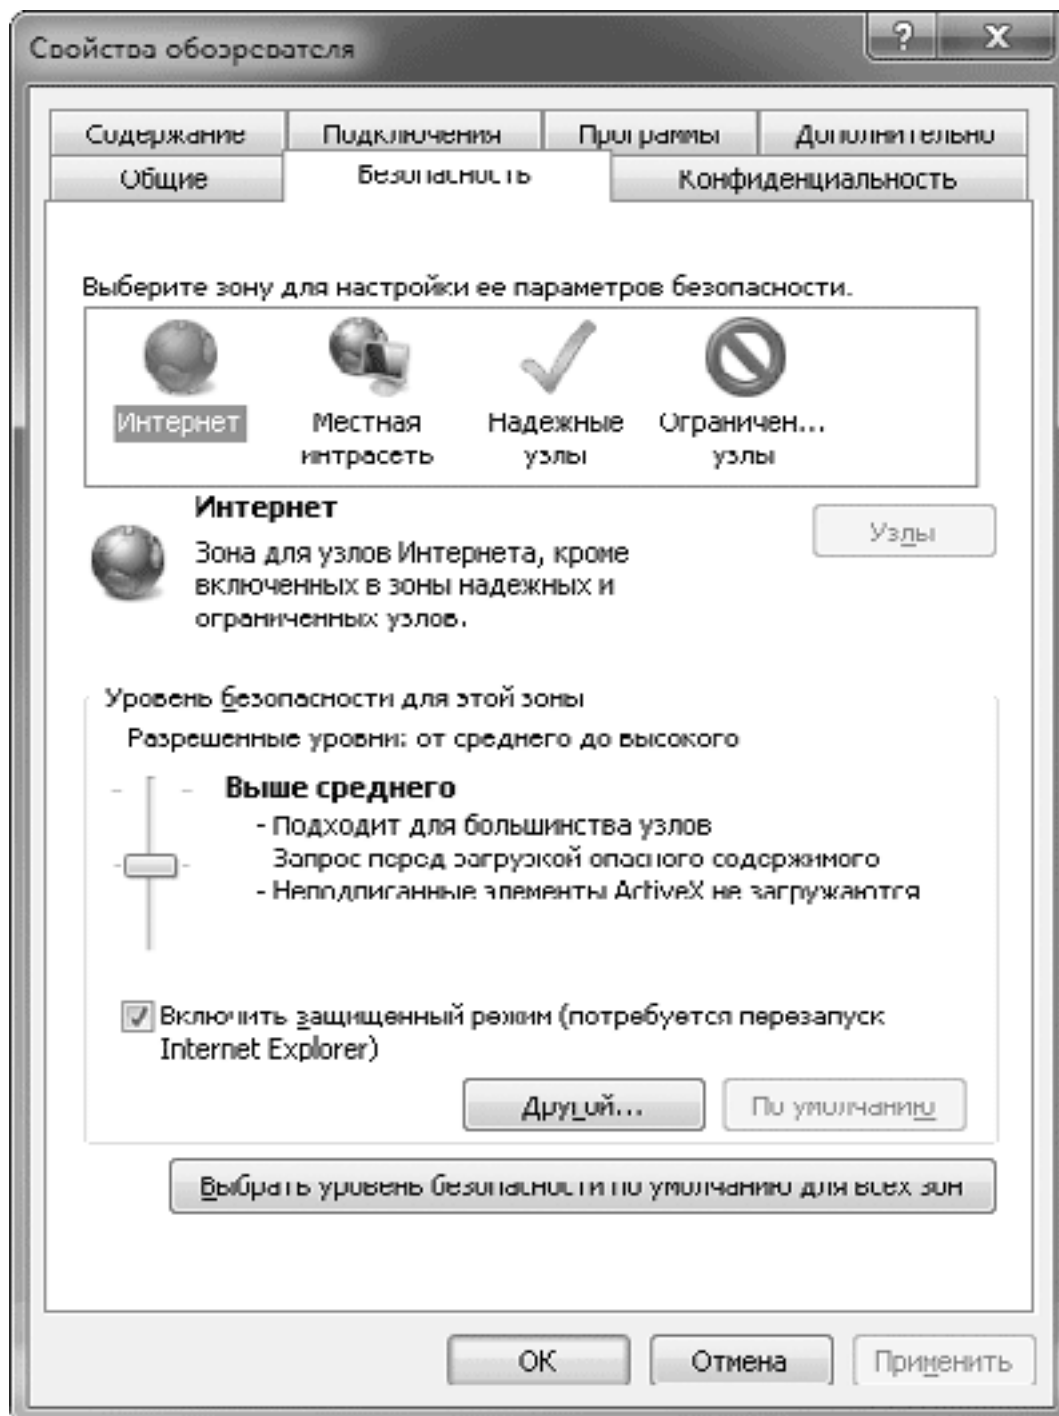 Свойства обозревателя
? X
Содержание Подключения Программы Дополнительно
Общие Безопасность Конфиденциальность
Выберите зону для настройки ее параметров безопасности.
Интернет Местная Надежные Ограничен...
интрасеть узлы узлы
Интернет
Узлы
Зона для узлов Интернета, кроме
включенных в зоны надежных и
ограниченных узлов.
Уровень безопасности для этой зоны
Разрешенные уровни: от среднего до высокого
Выше среднего
- Подходит для большинства узлов
Запрос перед загрузкой опасного содержимого
- Неподписанные элементы ActiveX не загружаются
Включить защищенный режим (потребуется перезапуск
Internet Explorer)
Другой... По умолчанию
Выбрать уровень безопасности по умолчанию для всех зон
ОК Отмена Применить